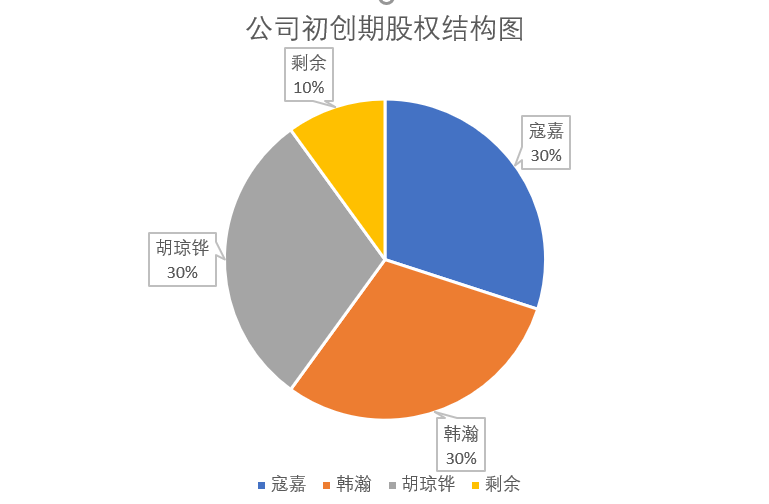 公司初创期股权结构图
剩余
10%
寇嘉
30%
胡琼铧
30%
韩瀚
30%
寇嘉
韩瀚
胡琼铧
剩余